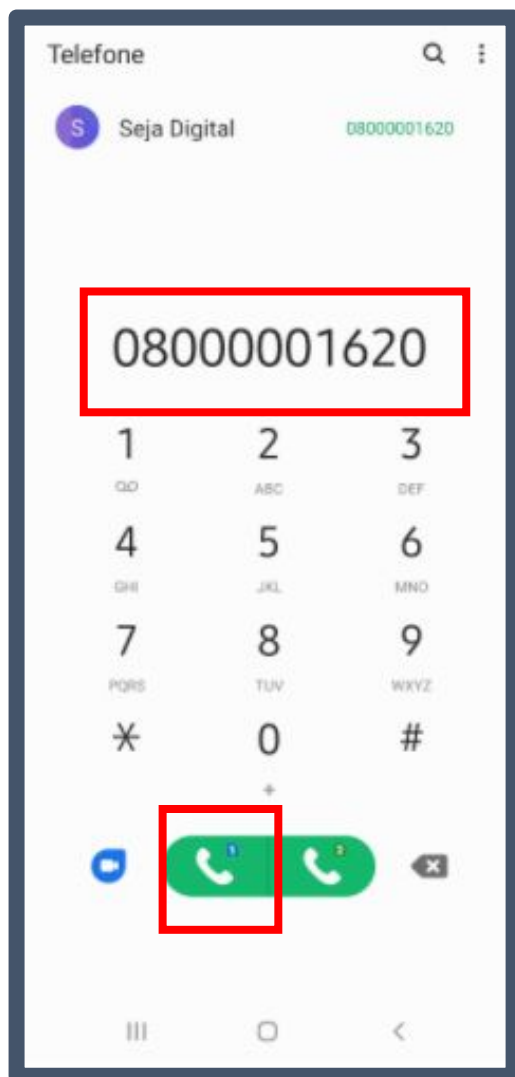 Telefone
S Seja Digital 08000001620
08000001620
1 2 3
ABC DEF
4 5 6
GHI JKL MNO
7 8 9
PQRS TUV WXYZ
* 0 #
+
1 2